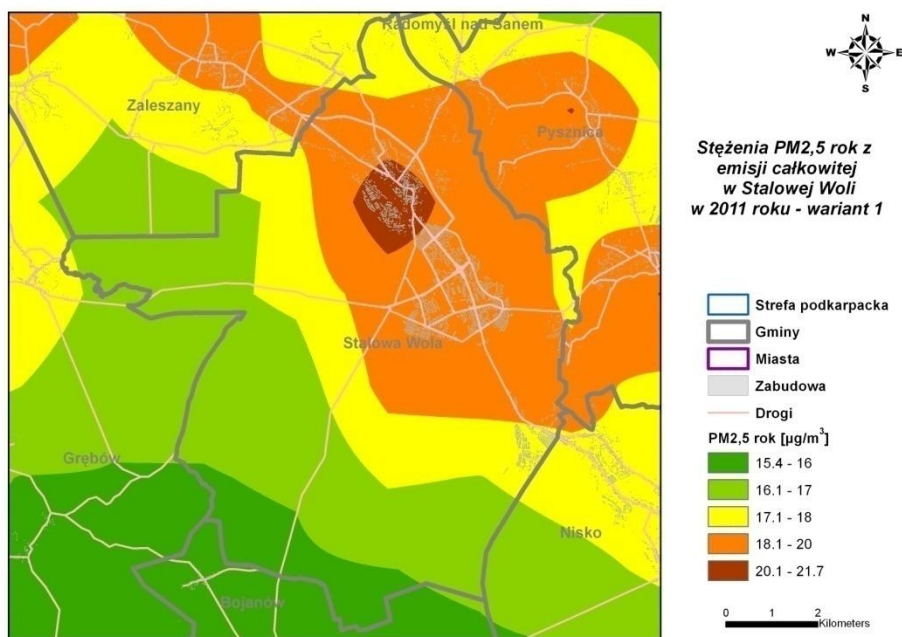 Radomyśl nad Sanem
Zaleszany
Pysznica
Stalowa Wola
Grębów
Nisko
Bojanów
N
W E
S
Stężenia PM2,5 rok z
emisji całkowitej
w Stalowej Woli
w 2011 roku - wariant 1
Strefa podkarpacka
Gminy
Miasta
Zabudowa
Drogi
PM2,5 rok [µg/m³]
15.4 - 16
16.1 - 17
17.1 - 18
18.1 - 20
20.1 - 21.7
0 1 2
Kilometers